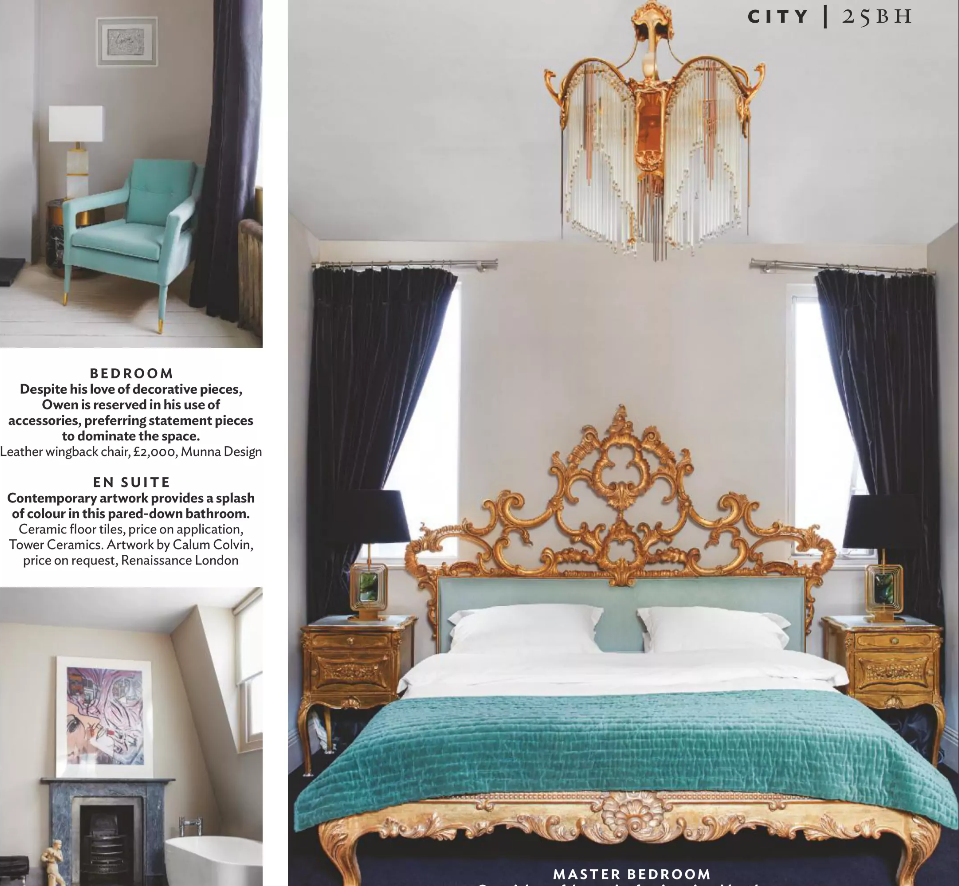 CITY | 25BH
BEDROOM
Despite his love of decorative pieces,
Owen is reserved in his use of
accessories, preferring statement pieces
to dominate the space.
Leather wingback chair, £2,000, Munna Design
EN SUITE
Contemporary artwork provides a splash
of colour in this pared-down bathroom.
Ceramic floor tiles, price on application,
Tower Ceramics. Artwork by Calum Colvin,
price on request, Renaissance London
MASTER BEDROOM